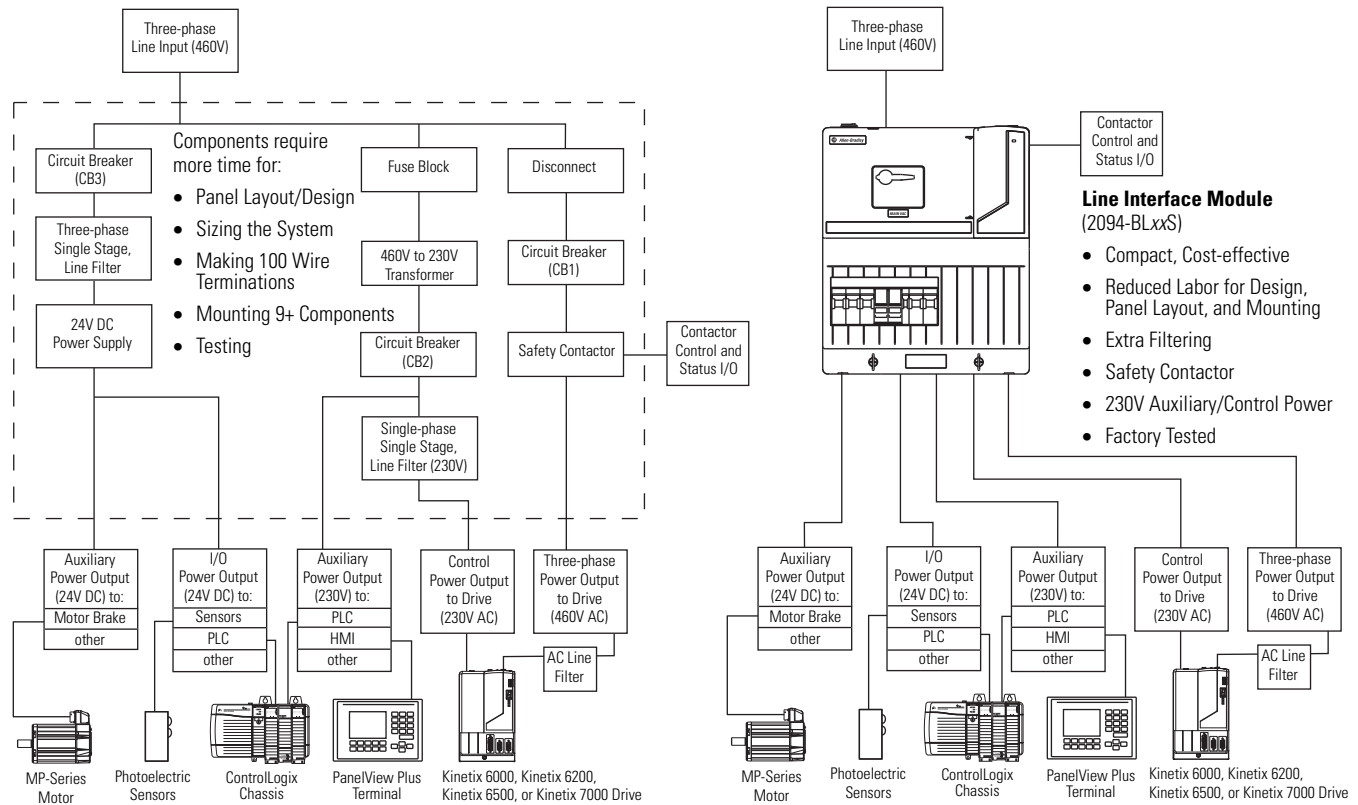 Three-phase
Line Input (460V)
Circuit Breaker
(CB3)
Three-phase
Single Stage,
Line Filter
24V DC
Power Supply
Components require
more time for:
• Panel Layout/Design
• Sizing the System
• Making 100 Wire
Terminations
• Mounting 9+ Components
• Testing
Fuse Block
460V to 230V
Transformer
Circuit Breaker
(CB2)
Single-phase
Single Stage,
Line Filter (230V)
Disconnect
Circuit Breaker
(CB1)
Safety Contactor
Contactor
Control and
Status I/O
Auxiliary
Power Output
(24V DC) to:
Motor Brake
other
I/O
Power Output
(24V DC) to:
Sensors
PLC
other
Auxiliary
Power Output
(230V) to:
PLC
HMI
other
Control
Power Output
to Drive
(230V AC)
Three-phase
Power Output
to Drive
(460V AC)
AC Line
Filter
MP-Series
Motor
Photoelectric
Sensors
ControlLogix
Chassis
PanelView Plus
Terminal
Kinetix 6000, Kinetix 6200,
Kinetix 6500, or Kinetix 7000 Drive
Three-phase
Line Input (460V)
Allen-Bradley
MAIN VAC
Contactor
Control and
Status I/O
Line Interface Module
(2094-BLxxS)
• Compact, Cost-effective
• Reduced Labor for Design,
Panel Layout, and Mounting
• Extra Filtering
• Safety Contactor
• 230V Auxiliary/Control Power
• Factory Tested
Auxiliary
Power Output
(24V DC) to:
Motor Brake
other
I/O
Power Output
(24V DC) to:
Sensors
PLC
other
Auxiliary
Power Output
(230V) to:
PLC
HMI
other
Control
Power Output
to Drive
(230V AC)
Three-phase
Power Output
to Drive
(460V AC)
AC Line
Filter
MP-Series
Motor
Photoelectric
Sensors
ControlLogix
Chassis
PanelView Plus
Terminal
Kinetix 6000, Kinetix 6200,
Kinetix 6500, or Kinetix 7000 Drive